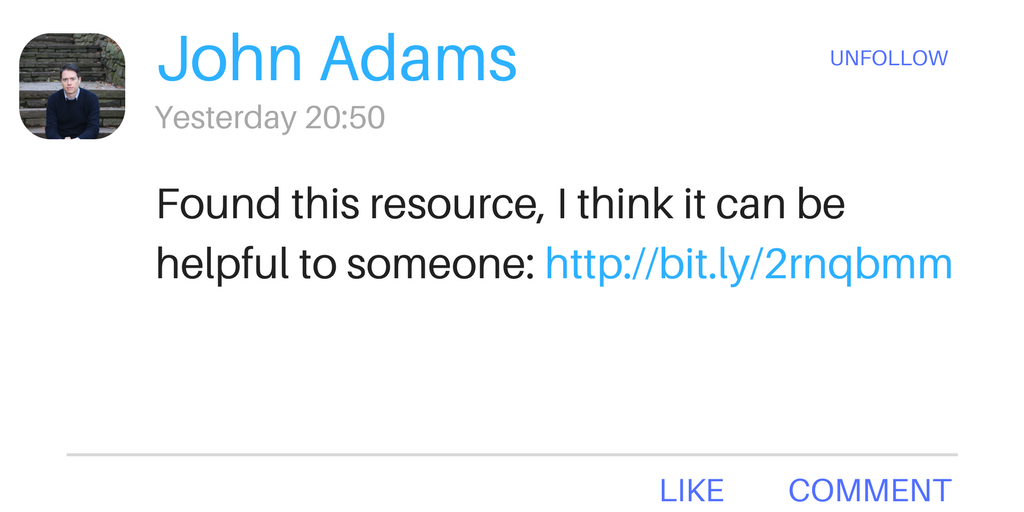 John Adams
UNFOLLOW
Yesterday 20:50
Found this resource, I think it can be
helpful to someone: http://bit.ly/2rnqbmm
LIKE COMMENT